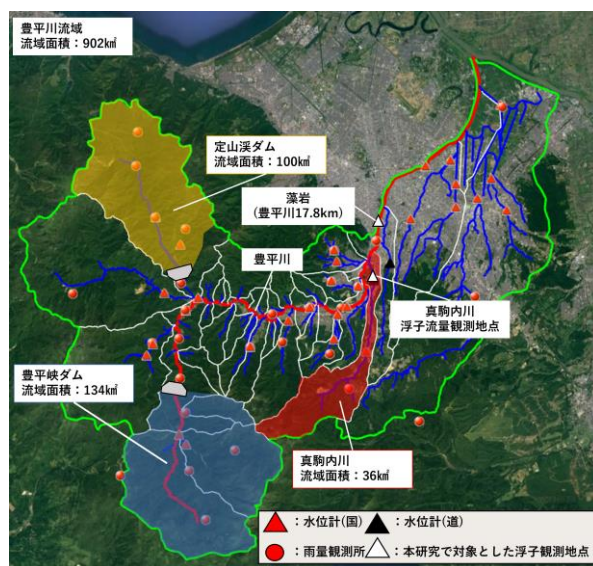 豊平川流域
流域面積：902㎢
定山渓ダム
流域面積：100㎢
藻岩
（豊平川17.8km）
豊平川
真駒内川
浮子流量観測地点
豊平峡ダム
流域面積：134㎢
真駒内川
流域面積：36㎢
：水位計(国)
：水位計(道)
：雨量観測所
：本研究で対象とした浮子観測地点